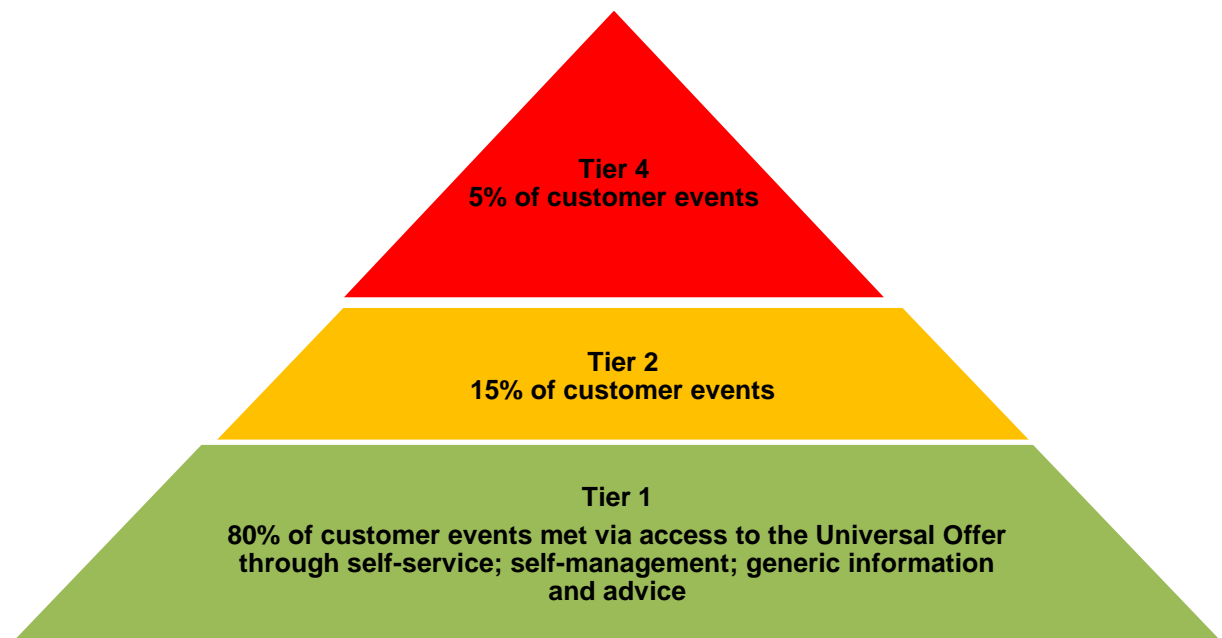 Tier 4
5% of customer events
Tier 2
15% of customer events
Tier 1
80% of customer events met via access to the Universal Offer
through self-service; self-management; generic information
and advice